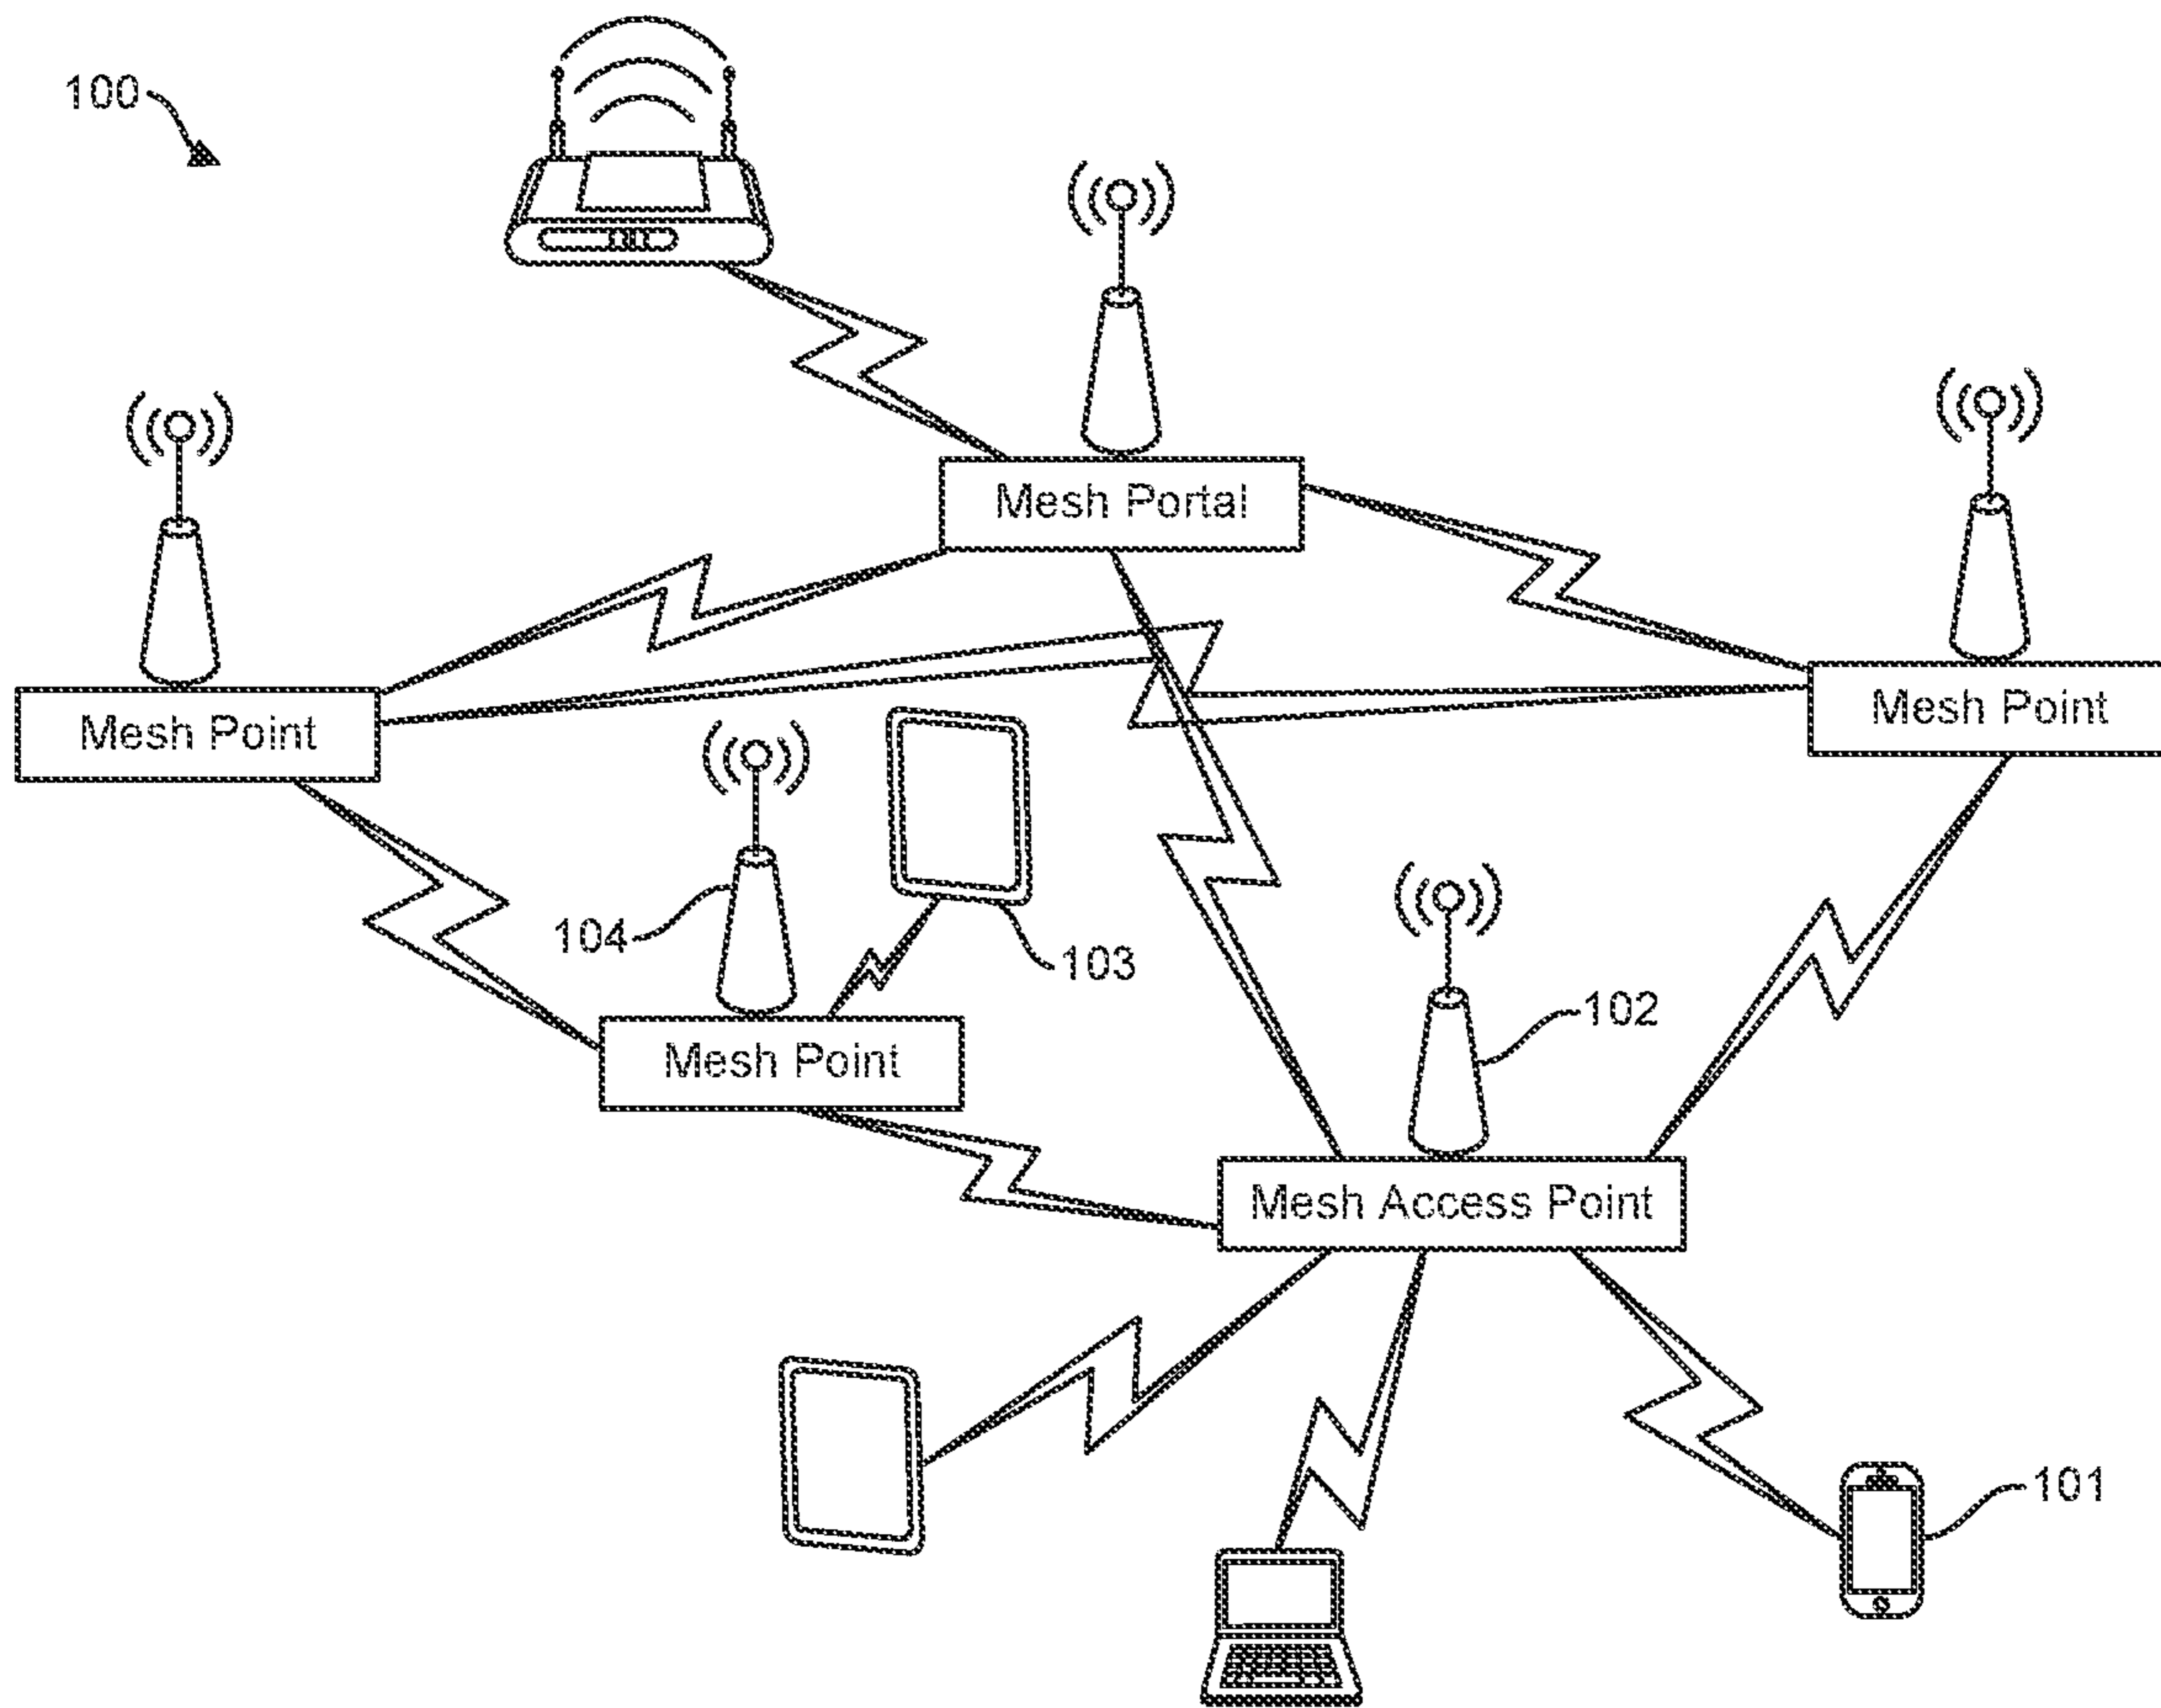 100
Mesh Portal
Mesh Point
Mesh Point
104
103
102
Mesh Point
Mesh Access Point
101